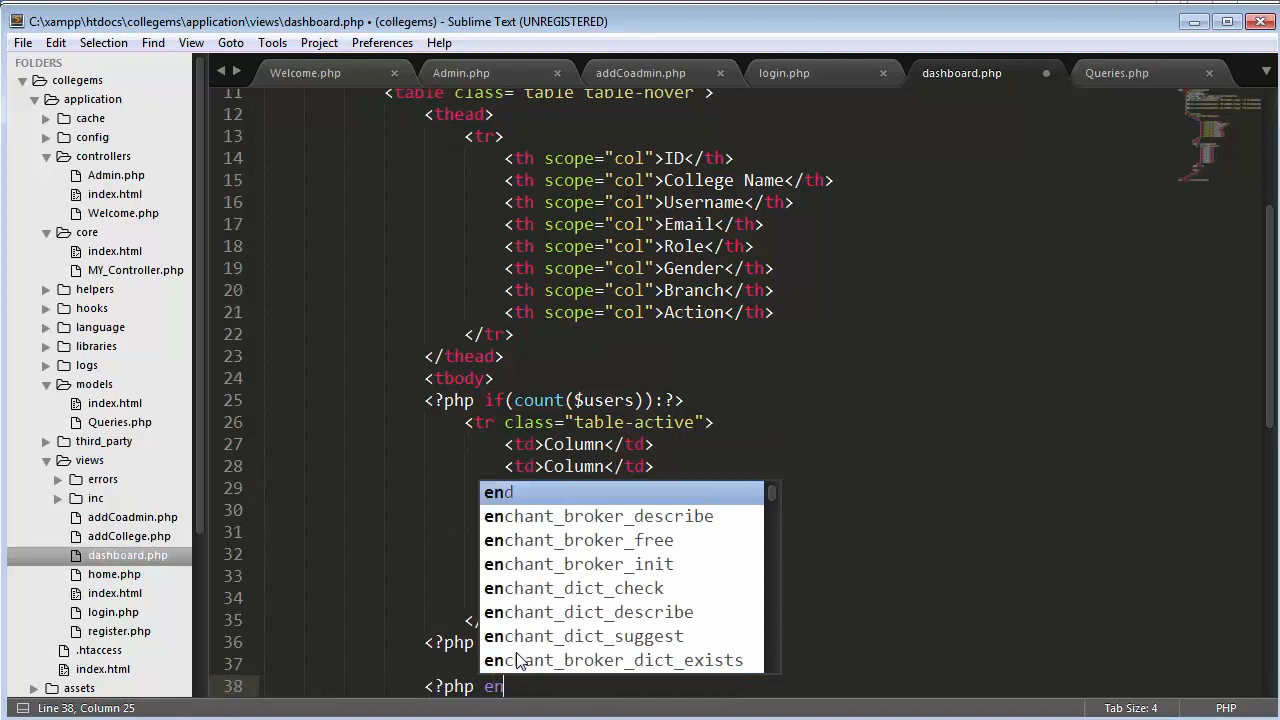 C:\xampp\htdocs\collegems\application\views\dashboard.php • (collegems) - Sublime Text (UNREGISTERED)
File Edit Selection Find View Goto Tools Project Preferences Help
FOLDERS
collegems
application
cache
config
controllers
Admin.php
index.html
Welcome.php
core
index.html
MY_Controller.php
helpers
hooks
language
libraries
logs
models
index.html
Queries.php
third_party
views
errors
inc
addCoadmin.php
addCollege.php
dashboard.php
home.php
index.html
login.php
register.php
.htaccess
index.html
assets
Welcome.php Admin.php addCoadmin.php login.php dashboard.php Queries.php
11 <table class="table table-hover">
12 <thead>
13 <tr>
14 <th scope="col">ID</th>
15 <th scope="col">College Name</th>
16 <th scope="col">Username</th>
17 <th scope="col">Email</th>
18 <th scope="col">Role</th>
19 <th scope="col">Gender</th>
20 <th scope="col">Branch</th>
21 <th scope="col">Action</th>
22 </tr>
23 </thead>
24 <tbody>
25 <?php if(count($users)):?>
26 <tr class="table-active">
27 <td>Column</td>
28 <td>Column</td>
29
30
31
32
33
34
35 </
36 <?php
37
38 <?php en
end
enchant_broker_describe
enchant_broker_free
enchant_broker_init
enchant_dict_check
enchant_dict_describe
enchant_dict_suggest
enchant_broker_dict_exists
Line 38, Column 25 Tab Size: 4 PHP